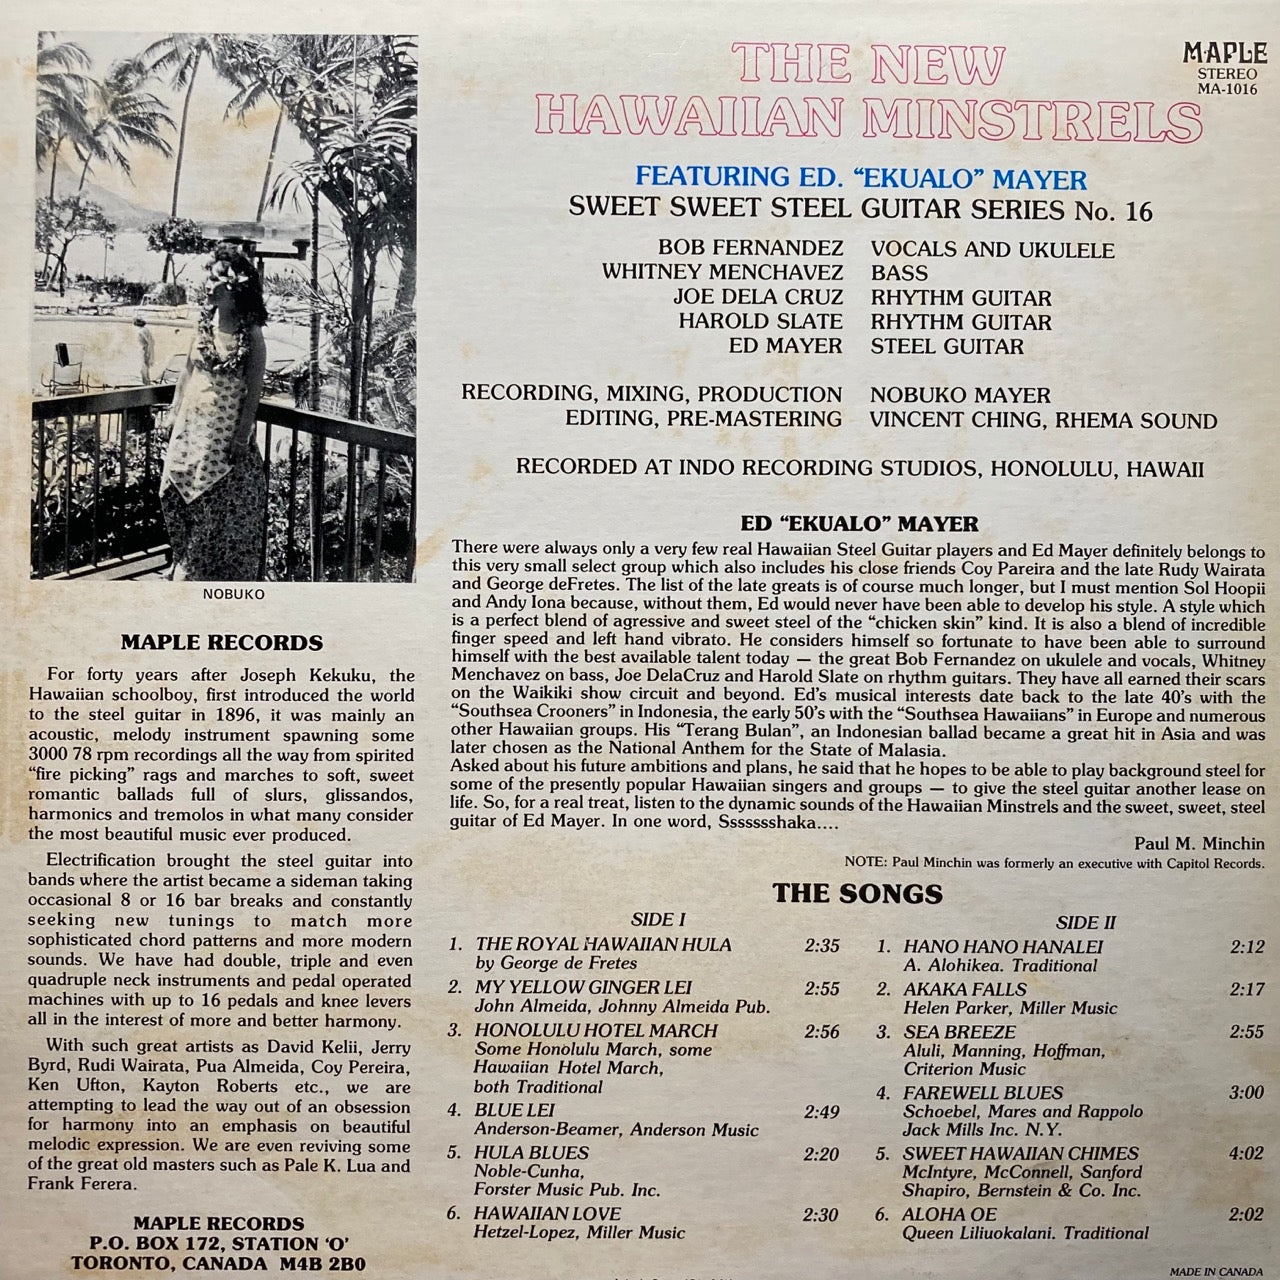 THE NEW
HAWAIIAN MINSTRELS
MAPLE
STEREO
MA-1016
FEATURING ED. “EKUALO” MAYER
SWEET SWEET STEEL GUITAR SERIES No. 16
BOB FERNANDEZ VOCALS AND UKULELE
WHITNEY MENCHAVEZ BASS
JOE DELA CRUZ RHYTHM GUITAR
HAROLD SLATE RHYTHM GUITAR
ED MAYER STEEL GUITAR
RECORDING, MIXING, PRODUCTION NOBUKO MAYER
EDITING, PRE-MASTERING VINCENT CHING, RHEMA SOUND
RECORDED AT INDO RECORDING STUDIOS, HONOLULU, HAWAII
NOBUKO
MAPLE RECORDS
For forty years after Joseph Kekuku, the
Hawaiian schoolboy, first introduced the world
to the steel guitar in 1896, it was mainly an
acoustic, melody instrument spawning some
3000 78 rpm recordings all the way from spirited
“fire picking” rags and marches to soft, sweet
romantic ballads full of slurs, glissandos,
harmonics and tremolos in what many consider
the most beautiful music ever produced.
Electrification brought the steel guitar into
bands where the artist became a sideman taking
occasional 8 or 16 bar breaks and constantly
seeking new tunings to match more
sophisticated chord patterns and more modern
sounds. We have had double, triple and even
quadruple neck instruments and pedal operated
machines with up to 16 pedals and knee levers
all in the interest of more and better harmony.
With such great artists as David Kelii, Jerry
Byrd, Rudi Wairata, Pua Almeida, Coy Pereira,
Ken Ufton, Kayton Roberts etc., we are
attempting to lead the way out of an obsession
for harmony into an emphasis on beautiful
melodic expression. We are even reviving some
of the great old masters such as Pale K. Lua and
Frank Ferera.
MAPLE RECORDS
P.O. BOX 172, STATION ‘O’
TORONTO, CANADA M4B 2B0
ED “EKUALO” MAYER
There were always only a very few real Hawaiian Steel Guitar players and Ed Mayer definitely belongs to
this very small select group which also includes his close friends Coy Pareira and the late Rudy Wairata
and George deFretes. The list of the late greats is of course much longer, but I must mention Sol Hoopii
and Andy Iona because, without them, Ed would never have been able to develop his style. A style which
is a perfect blend of agressive and sweet steel of the “chicken skin” kind. It is also a blend of incredible
finger speed and left hand vibrato. He considers himself so fortunate to have been able to surround
himself with the best available talent today — the great Bob Fernandez on ukulele and vocals, Whitney
Menchavez on bass, Joe DelaCruz and Harold Slate on rhythm guitars. They have all earned their scars
on the Waikiki show circuit and beyond. Ed’s musical interests date back to the late 40’s with the
“Southsea Crooners” in Indonesia, the early 50’s with the “Southsea Hawaiians” in Europe and numerous
other Hawaiian groups. His “Terang Bulan”, an Indonesian ballad became a great hit in Asia and was
later chosen as the National Anthem for the State of Malasia.
Asked about his future ambitions and plans, he said that he hopes to be able to play background steel for
some of the presently popular Hawaiian singers and groups — to give the steel guitar another lease on
life. So, for a real treat, listen to the dynamic sounds of the Hawaiian Minstrels and the sweet, sweet, steel
guitar of Ed Mayer. In one word, Sssssssshaka....
Paul M. Minchin
NOTE: Paul Minchin was formerly an executive with Capitol Records.
THE SONGS
SIDE I
1. THE ROYAL HAWAIIAN HULA 2:35
by George de Fretes
2. MY YELLOW GINGER LEI 2:55
John Almeida, Johnny Almeida Pub.
3. HONOLULU HOTEL MARCH 2:56
Some Honolulu March, some
Hawaiian Hotel March,
both Traditional
4. BLUE LEI 2:49
Anderson-Beamer, Anderson Music
5. HULA BLUES 2:20
Noble-Cunha,
Forster Music Pub. Inc.
6. HAWAIIAN LOVE 2:30
Hetzel-Lopez, Miller Music
SIDE II
1. HANO HANO HANALEI 2:12
A. Alohikea. Traditional
2. AKAKA FALLS 2:17
Helen Parker, Miller Music
3. SEA BREEZE 2:55
Aluli, Manning, Hoffman,
Criterion Music
4. FAREWELL BLUES 3:00
Schoebel, Mares and Rappolo
Jack Mills Inc. N.Y.
5. SWEET HAWAIIAN CHIMES 4:02
McIntyre, McConnell, Sanford
Shapiro, Bernstein & Co. Inc.
6. ALOHA OE 2:02
Queen Liliuokalani. Traditional
MADE IN CANADA